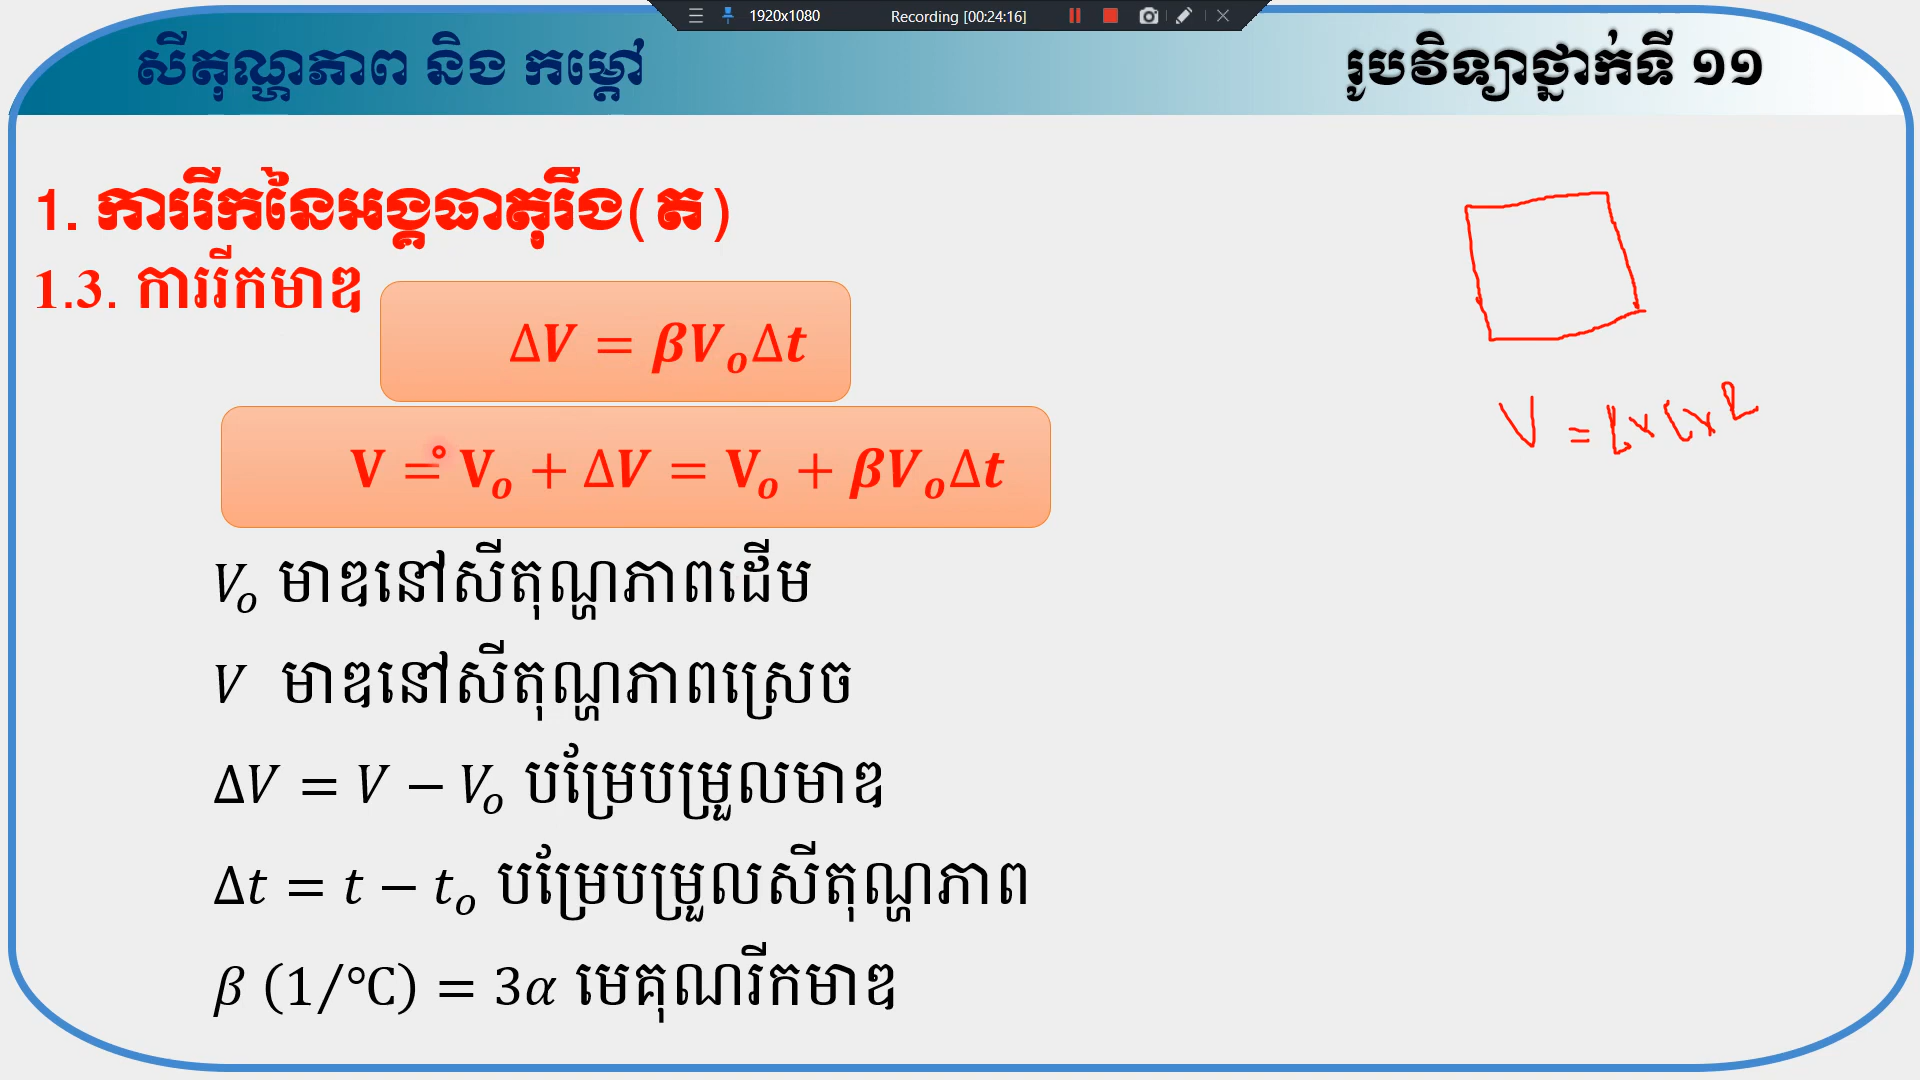 1920x1080 Recording [00:24:16]
សីតុណ្ហភាព និង កម្តៅ
រូបវិទ្យាថ្នាក់ទី ១១
1. ការរីកនៃអង្គធាតុរឹង(ត)
1.3. ការរីកមាឌ
ΔV = βVₒΔt
V = Vₒ + ΔV = Vₒ + βVₒΔt
Vₒ មាឌនៅសីតុណ្ហភាពដើម
V មាឌនៅសីតុណ្ហភាពស្រេច
ΔV = V − Vₒ បម្រែបម្រួលមាឌ
Δt = t − tₒ បម្រែបម្រួលសីតុណ្ហភាព
β (1/°C) = 3α មេគុណរីកមាឌ
V = l x l x l